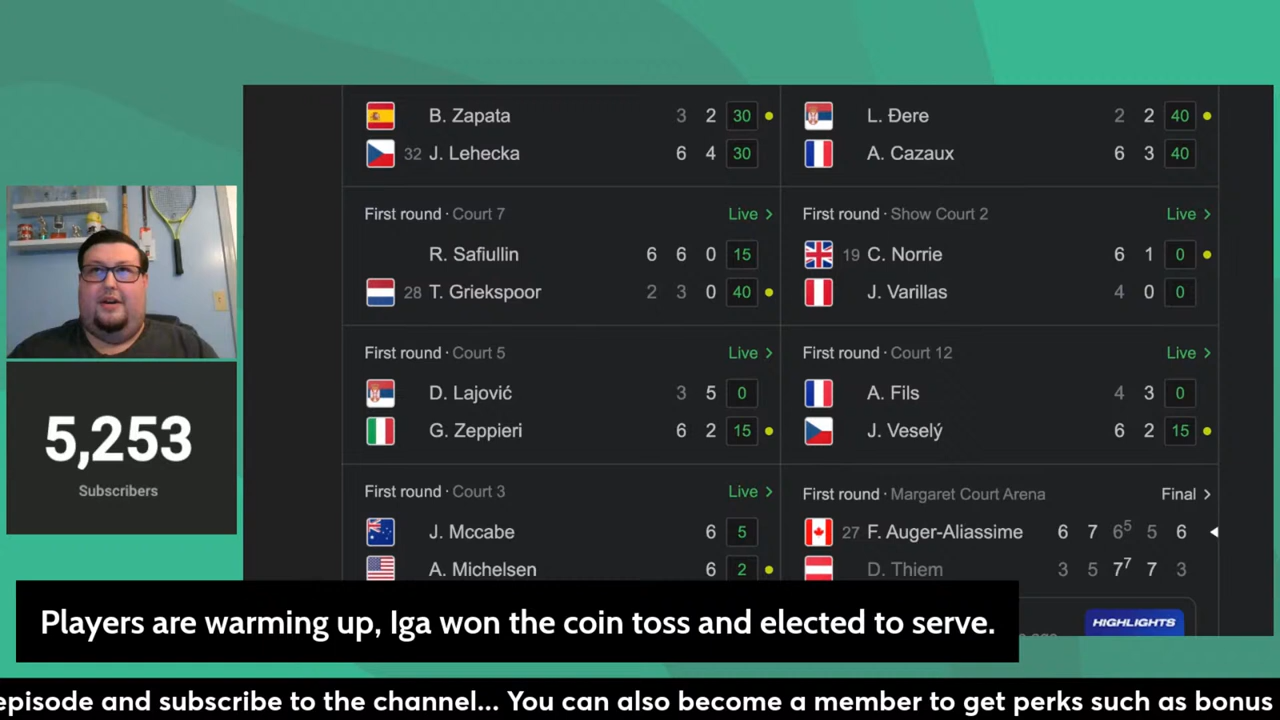 B. Zapata 3 2 30
32 J. Lehecka 6 4 30
L. Đere 2 2 40
A. Cazaux 6 3 40
First round · Court 7 Live >
R. Safiullin 6 6 0 15
28 T. Griekspoor 2 3 0 40
First round · Show Court 2 Live >
19 C. Norrie 6 1 0
J. Varillas 4 0 0
First round · Court 5 Live >
D. Lajović 3 5 0
G. Zeppieri 6 2 15
First round · Court 12 Live >
A. Fils 4 3 0
J. Veselý 6 2 15
First round · Court 3 Live >
J. Mccabe 6 5
A. Michelsen 6 2
First round · Margaret Court Arena Final >
27 F. Auger-Aliassime 6 7 6⁵ 5 6
D. Thiem 3 5 7⁷ 7 3
HIGHLIGHTS
5,253
Subscribers
Players are warming up, Iga won the coin toss and elected to serve.
episode and subscribe to the channel... You can also become a member to get perks such as bonus